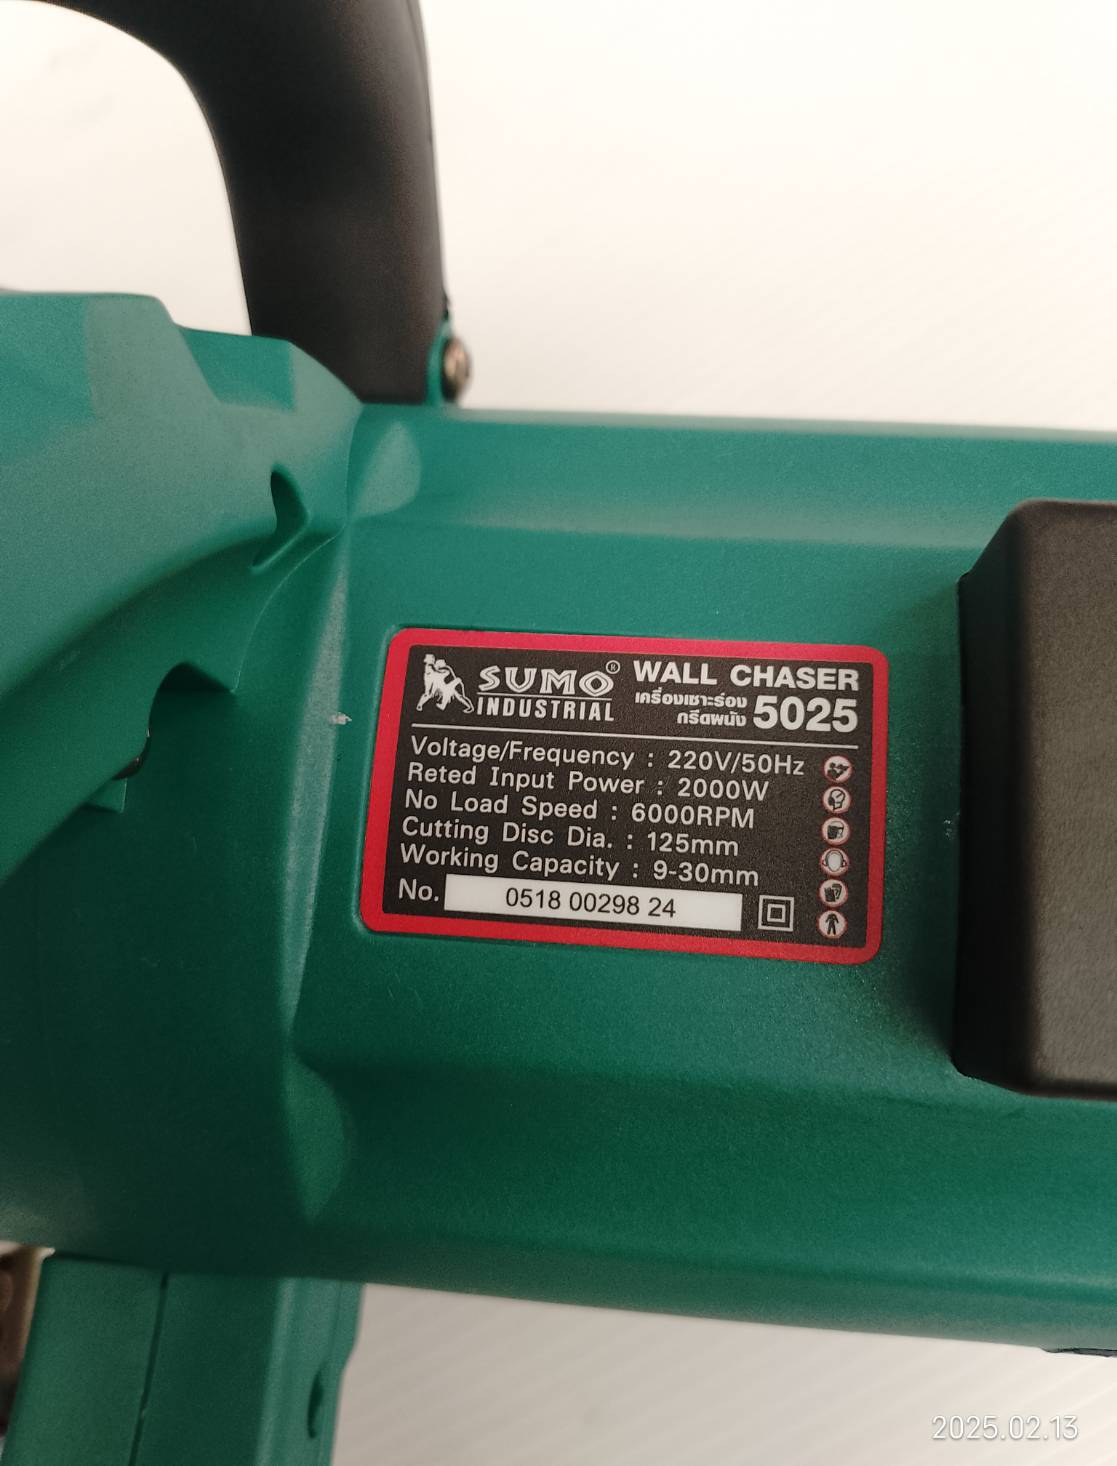 SUMO® INDUSTRIAL
WALL CHASER
เครื่องเซาะร่อง
กรีดผนัง 5025
Voltage/Frequency : 220V/50Hz
Reted Input Power : 2000W
No Load Speed : 6000RPM
Cutting Disc Dia. : 125mm
Working Capacity : 9-30mm
No. 0518 00298 24
2025.02.13